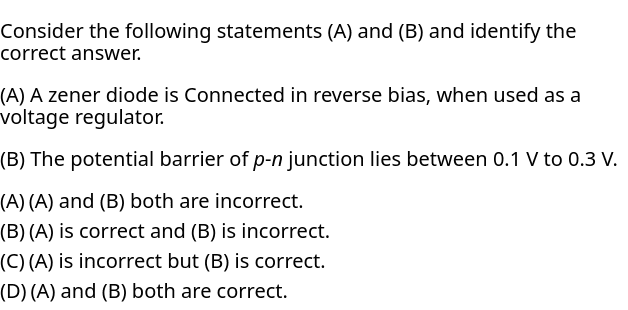 Consider the following statements (A) and (B) and identify the
correct answer.
(A) A zener diode is Connected in reverse bias, when used as a
voltage regulator.
(B) The potential barrier of p-n junction lies between 0.1 V to 0.3 V.
(A) (A) and (B) both are incorrect.
(B) (A) is correct and (B) is incorrect.
(C) (A) is incorrect but (B) is correct.
(D) (A) and (B) both are correct.